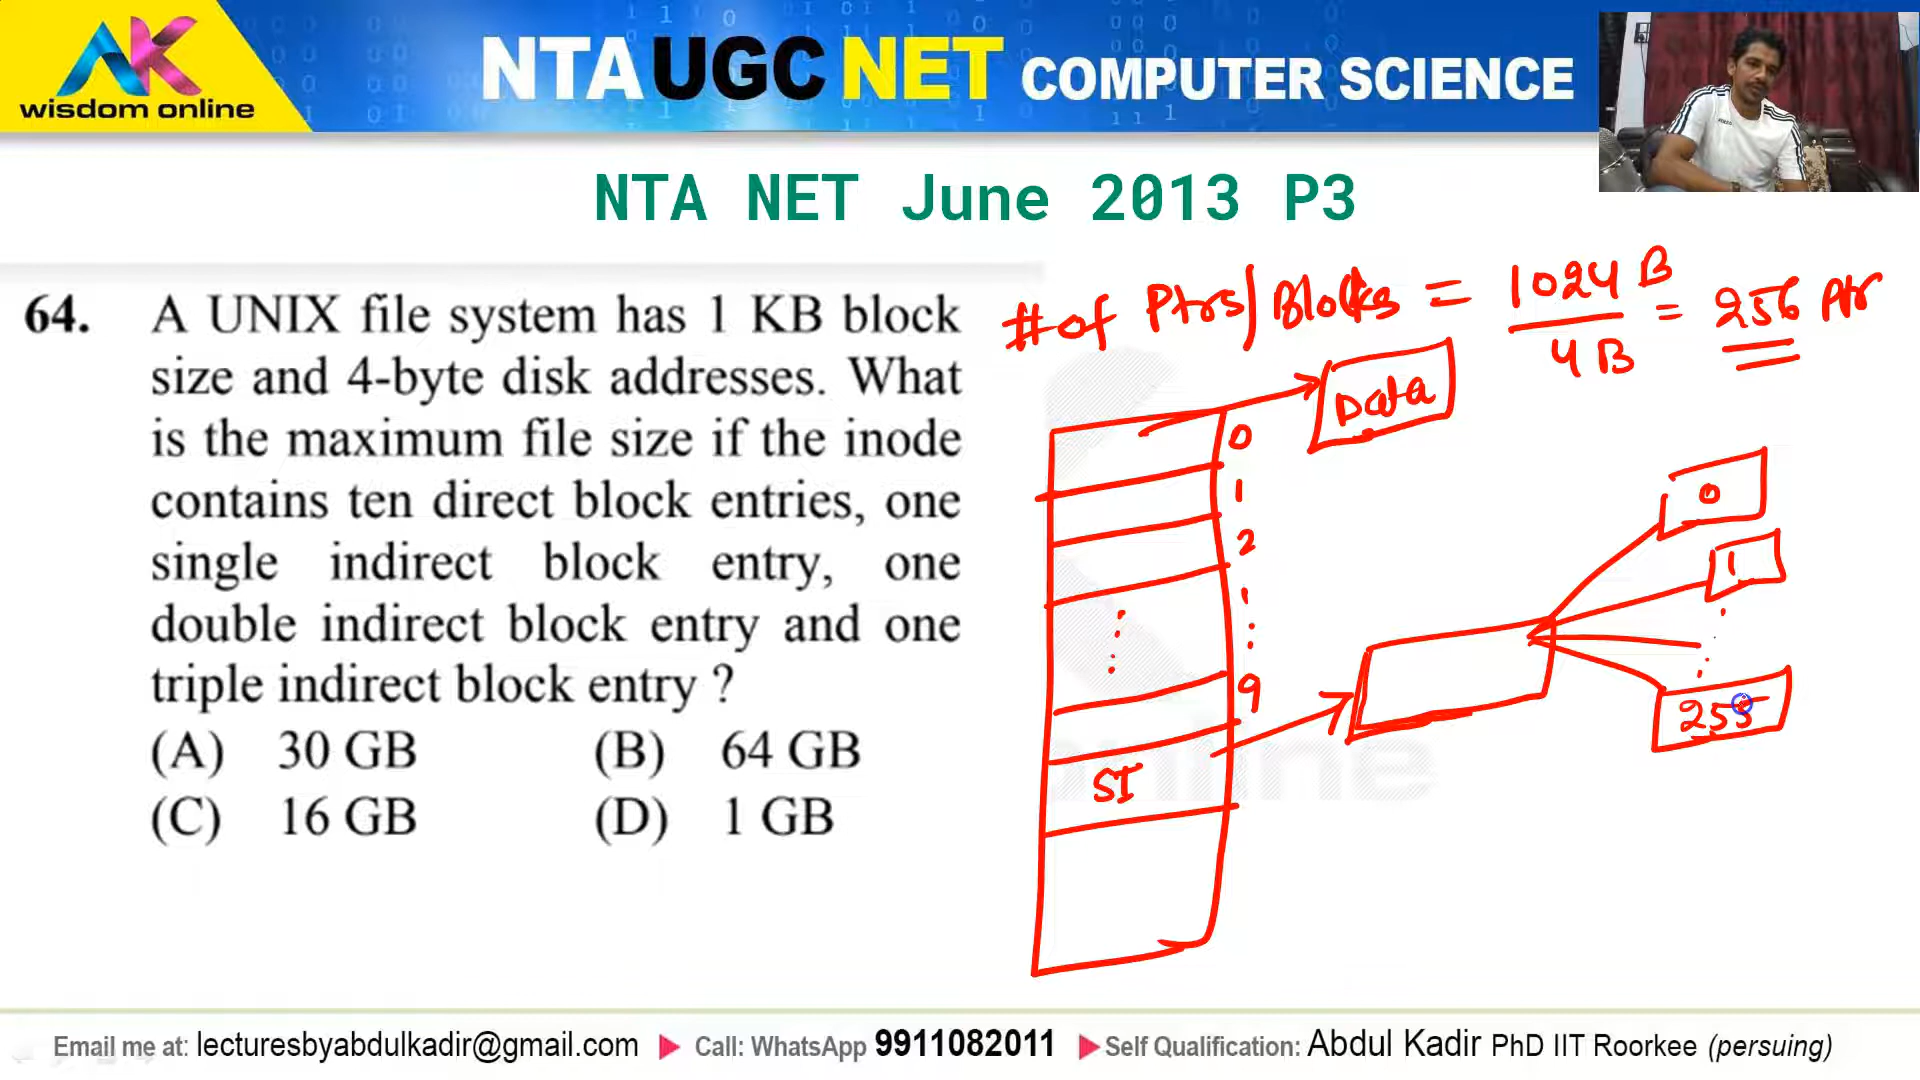 AK
wisdom online
NTA UGC NET COMPUTER SCIENCE
NTA NET June 2013 P3
64. A UNIX file system has 1 KB block
size and 4-byte disk addresses. What
is the maximum file size if the inode
contains ten direct block entries, one
single indirect block entry, one
double indirect block entry and one
triple indirect block entry ?
(A) 30 GB (B) 64 GB
(C) 16 GB (D) 1 GB
# of Ptrs/Blocks = 1024 B / 4 B = 256 Ptr
Data
0
1
2
9
SI
0
1
255
online
Email me at: lecturesbyabdulkadir@gmail.com Call: WhatsApp 9911082011 Self Qualification: Abdul Kadir PhD IIT Roorkee (persuing)